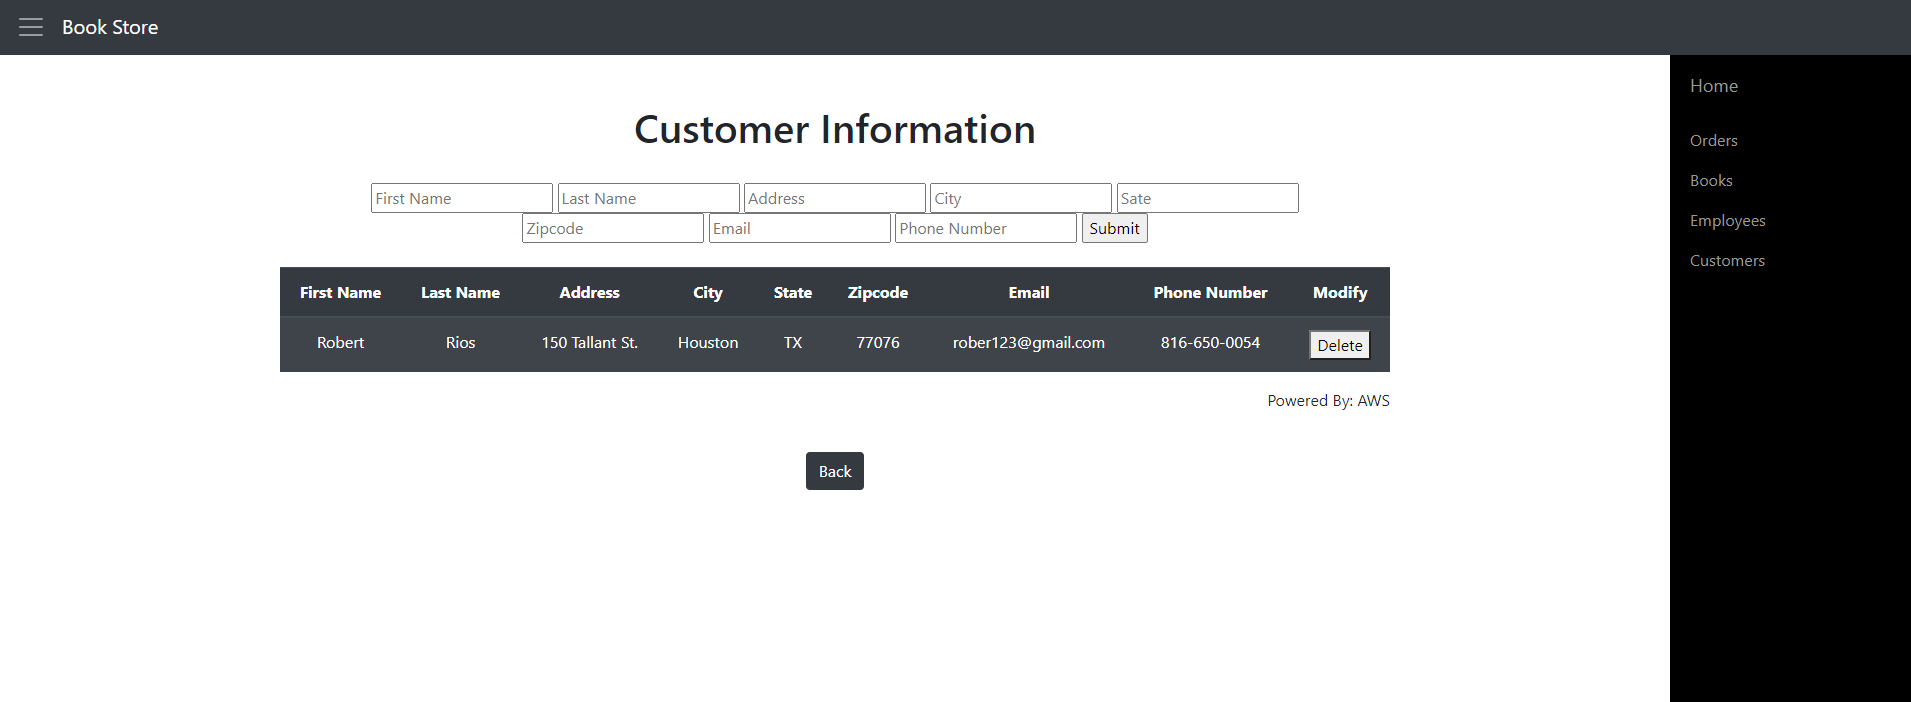 Book Store
Home
Orders
Books
Employees
Customers
Customer Information
First Name Last Name Address City Sate
Zipcode Email Phone Number Submit
First Name Last Name Address City State Zipcode Email Phone Number Modify
Robert Rios 150 Tallant St. Houston TX 77076 rober123@gmail.com 816-650-0054 Delete
Powered By: AWS
Back